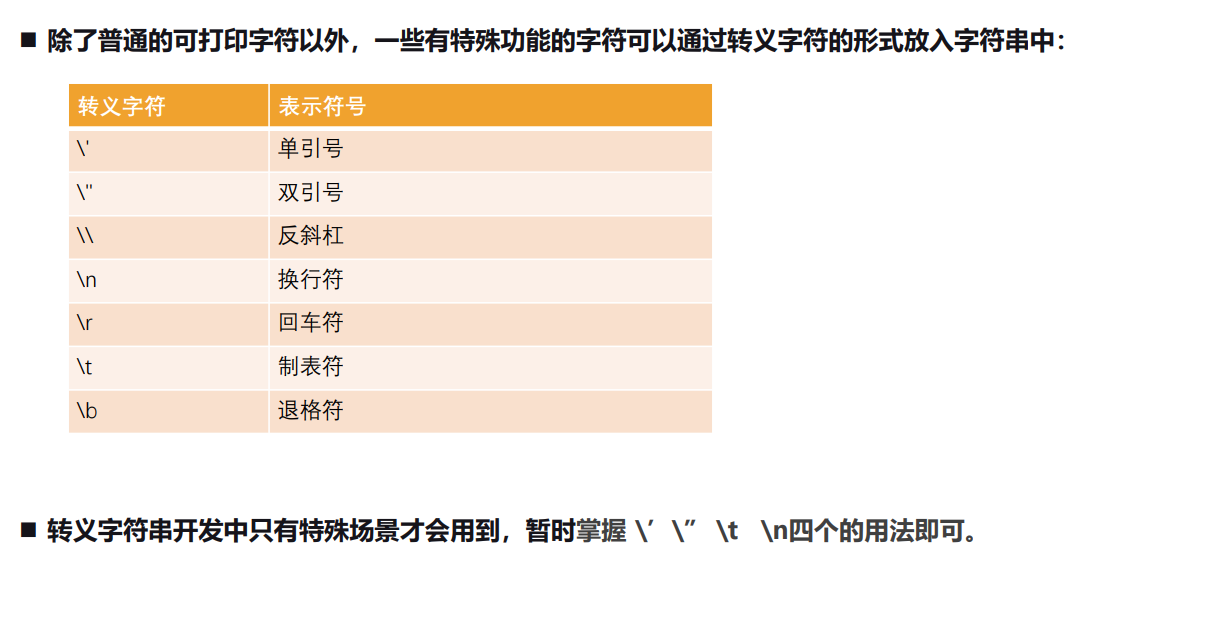 ■ 除了普通的可打印字符以外，一些有特殊功能的字符可以通过转义字符的形式放入字符串中：
转义字符 表示符号
\' 单引号
\" 双引号
\\ 反斜杠
\n 换行符
\r 回车符
\t 制表符
\b 退格符
■ 转义字符串开发中只有特殊场景才会用到，暂时掌握 \’ \” \t \n四个的用法即可。